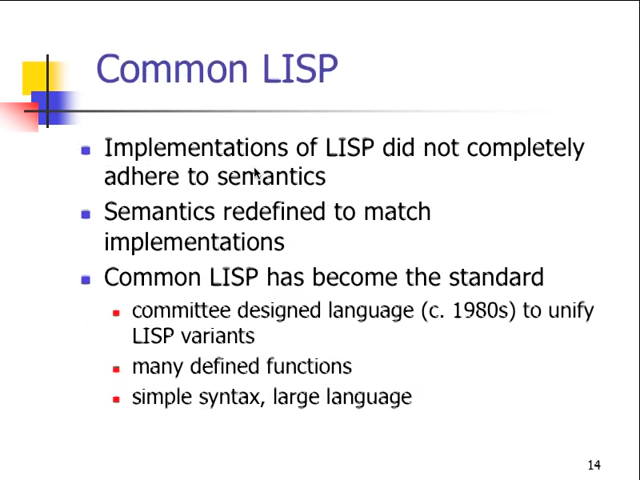 Common LISP
Implementations of LISP did not completely
adhere to semantics
Semantics redefined to match
implementations
Common LISP has become the standard
committee designed language (c. 1980s) to unify
LISP variants
many defined functions
simple syntax, large language
14